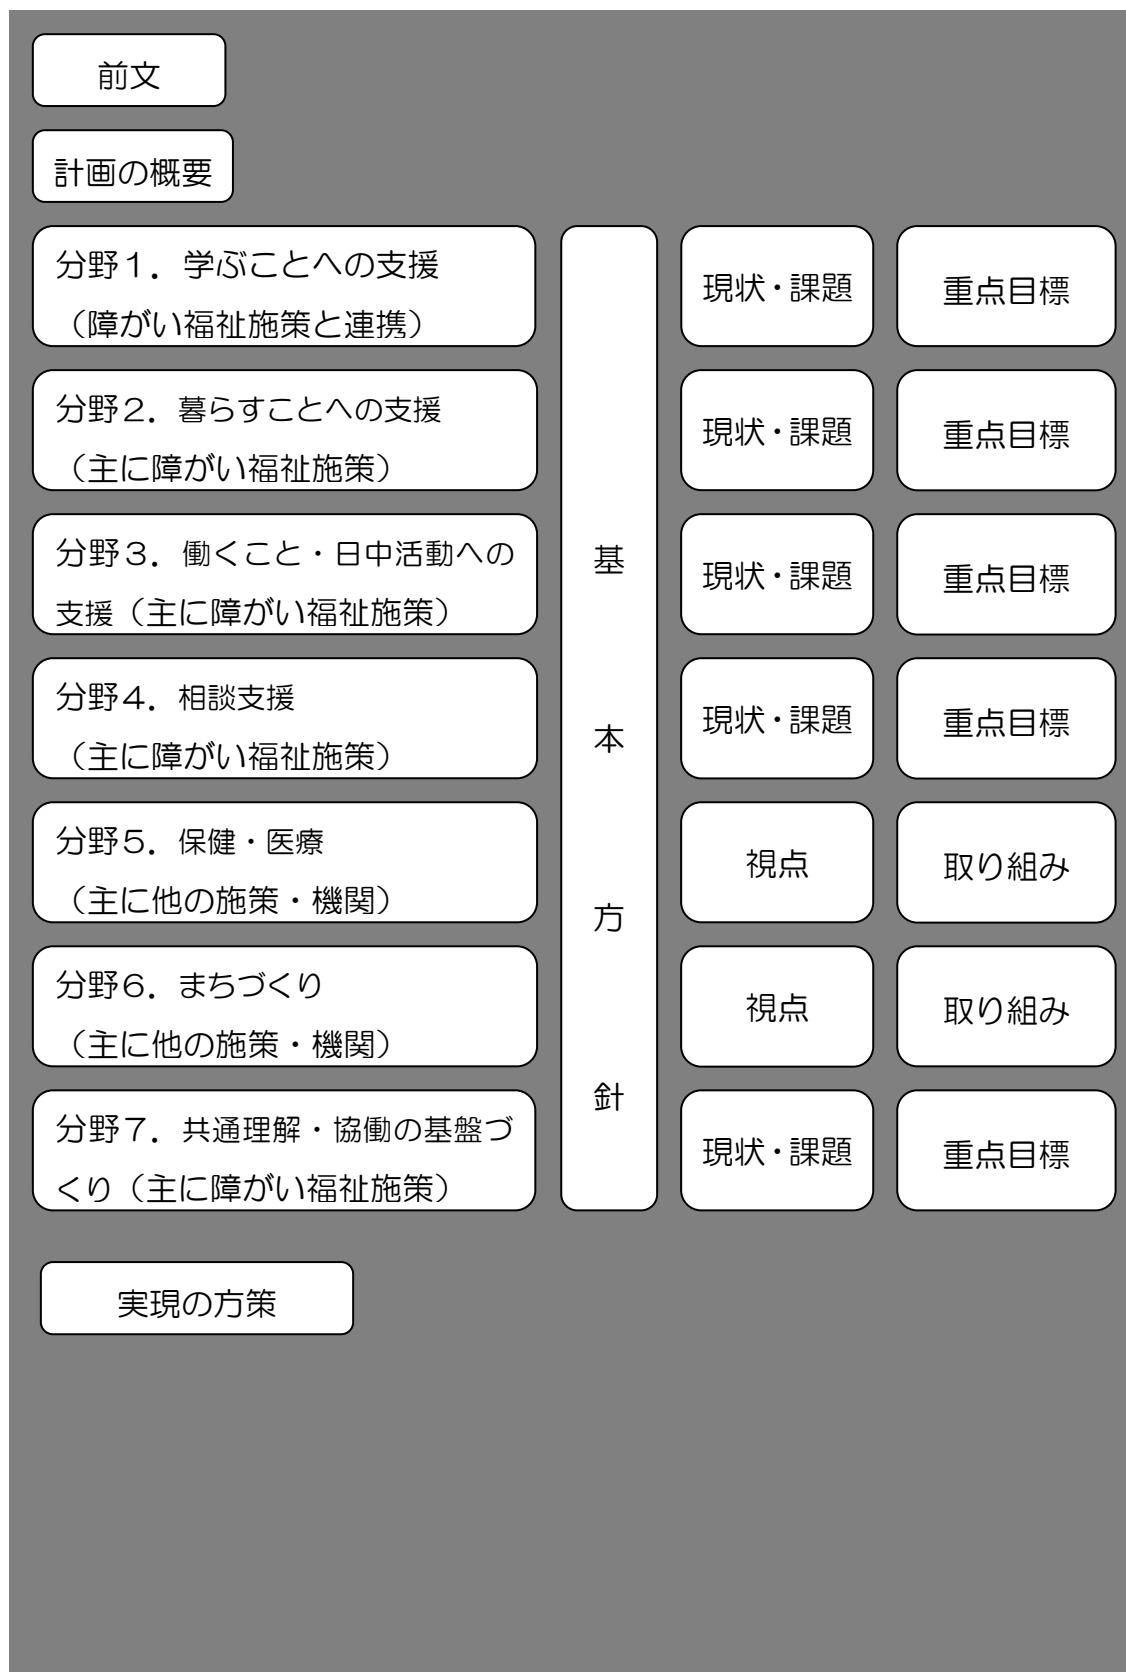 前文
計画の概要
分野１．学ぶことへの支援
（障がい福祉施策と連携）
現状・課題
重点目標
分野２．暮らすことへの支援
（主に障がい福祉施策）
現状・課題
重点目標
分野３．働くこと・日中活動への
支援（主に障がい福祉施策）
現状・課題
重点目標
分野４．相談支援
（主に障がい福祉施策）
現状・課題
重点目標
分野５．保健・医療
（主に他の施策・機関）
視点
取り組み
分野６．まちづくり
（主に他の施策・機関）
視点
取り組み
分野７．共通理解・協働の基盤づ
くり（主に障がい福祉施策）
現状・課題
重点目標
基本方針
実現の方策